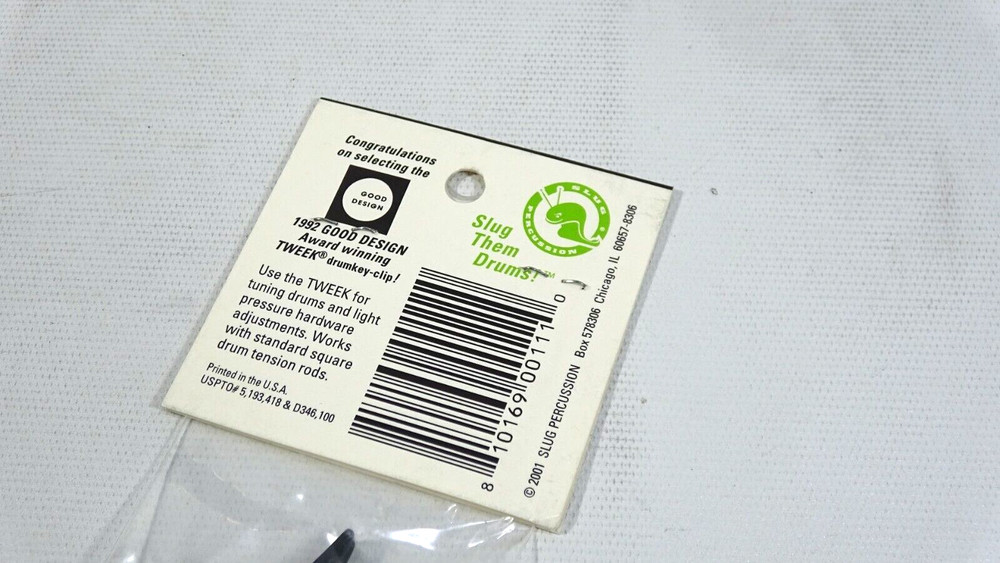 Congratulations
on selecting the
GOOD
DESIGN
1992 GOOD DESIGN
Award winning
TWEEK® drumkey-clip!
Use the TWEEK for
tuning drums and light
pressure hardware
adjustments. Works
with standard square
drum tension rods.
Printed in the U.S.A.
USPTO# 5,193,418 & D346,100
SLUG
PERCUSSION
Slug
Them
Drums!™
8 10169 00111 0
© 2001 SLUG PERCUSSION Box 578306 Chicago, IL 60657-8306